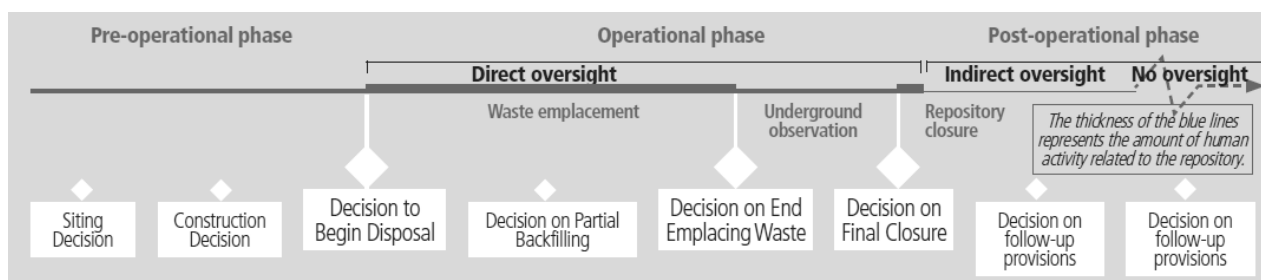 Pre-operational phase
Operational phase
Post-operational phase
Direct oversight
Indirect oversight
No oversight
Waste emplacement
Underground
observation
Repository
closure
The thickness of the blue lines
represents the amount of human
activity related to the repository.
Siting
Decision
Construction
Decision
Decision to
Begin Disposal
Decision on Partial
Backfilling
Decision on End
Emplacing Waste
Decision on
Final Closure
Decision on
follow-up
provisions
Decision on
follow-up
provisions